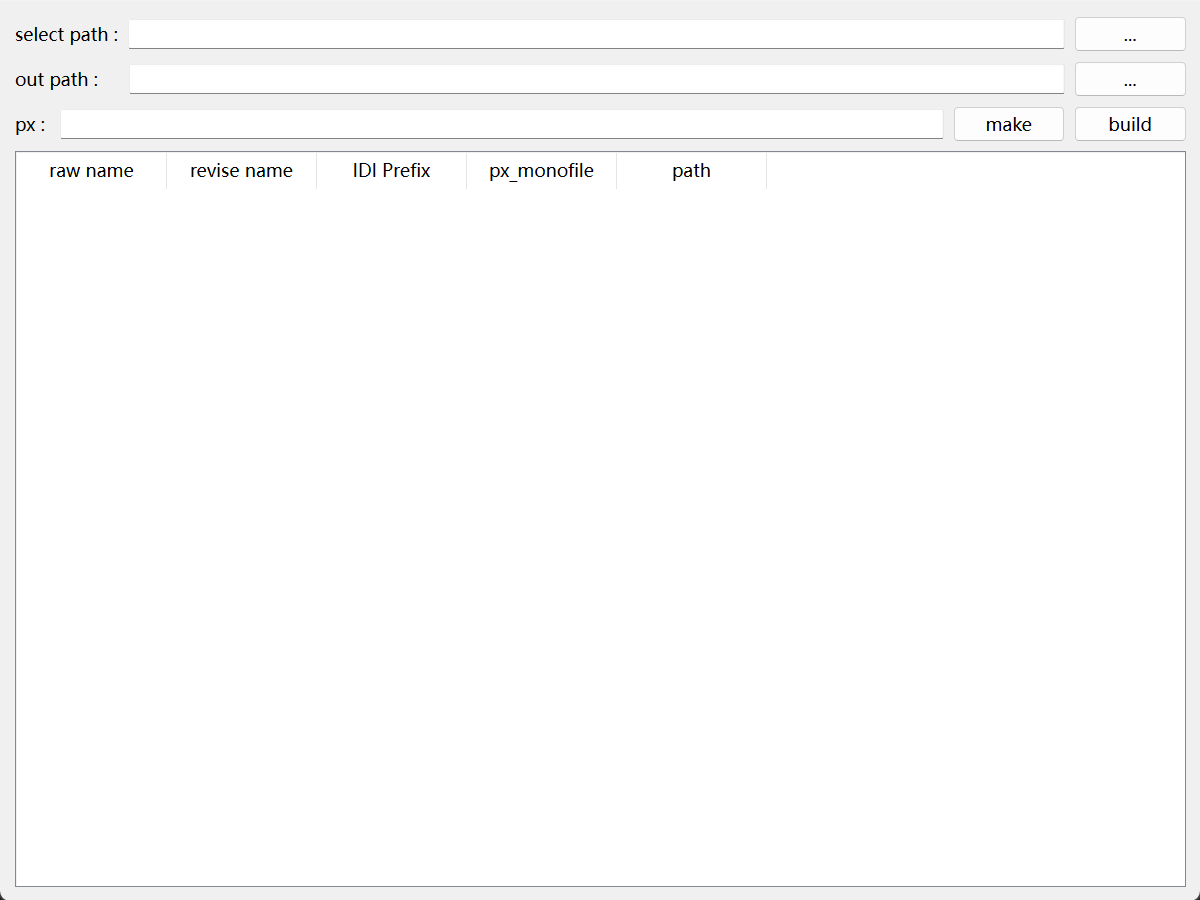 select path : ...
out path : ...
px : make build
raw name revise name IDI Prefix px_monofile path